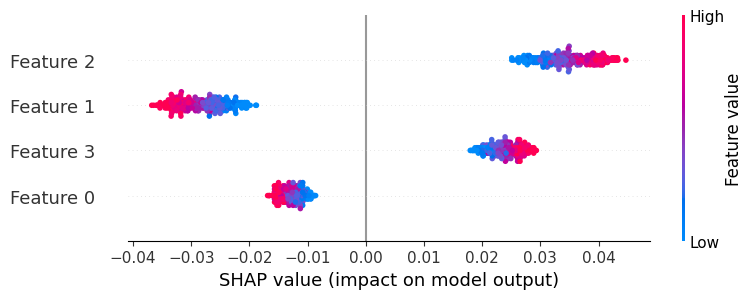 High
Feature 2
Feature 1
Feature 3
Feature 0
Feature value
Low
−0.04 −0.03 −0.02 −0.01 0.00 0.01 0.02 0.03 0.04
SHAP value (impact on model output)